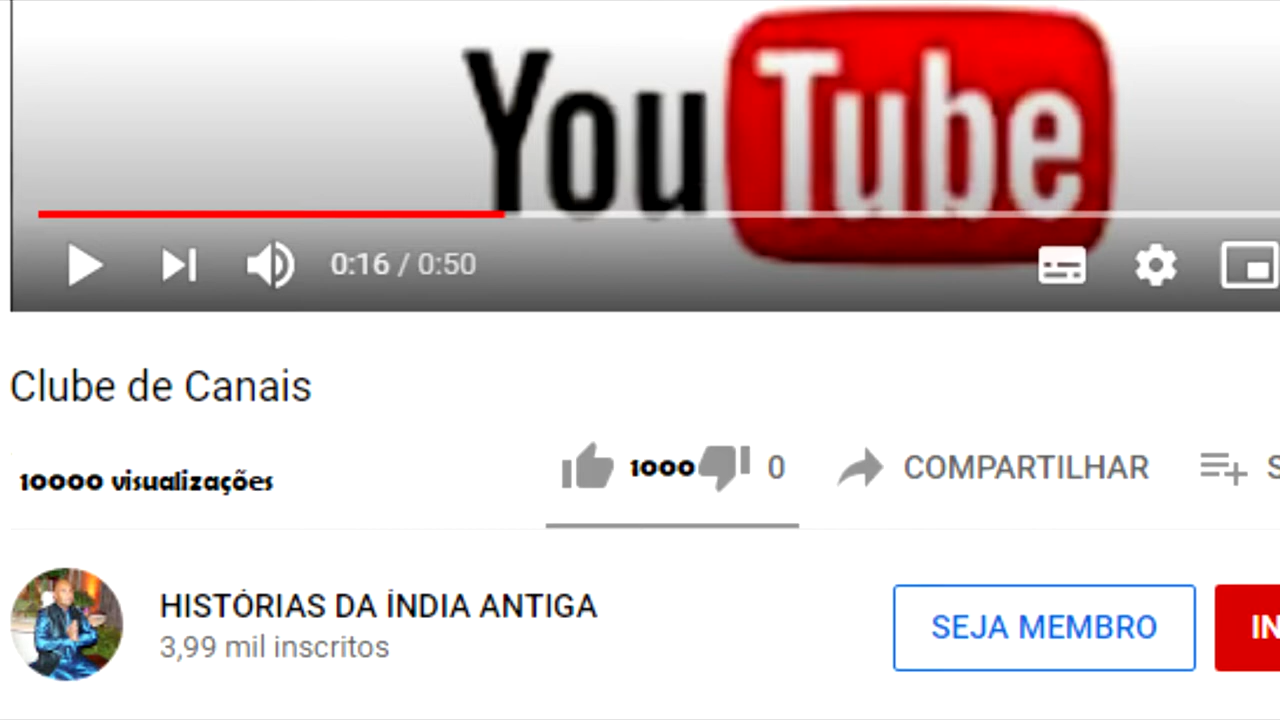 YouTube
0:16 / 0:50
Clube de Canais
10000 visualizações
1000 0 COMPARTILHAR S
HISTÓRIAS DA ÍNDIA ANTIGA
3,99 mil inscritos
SEJA MEMBRO IN